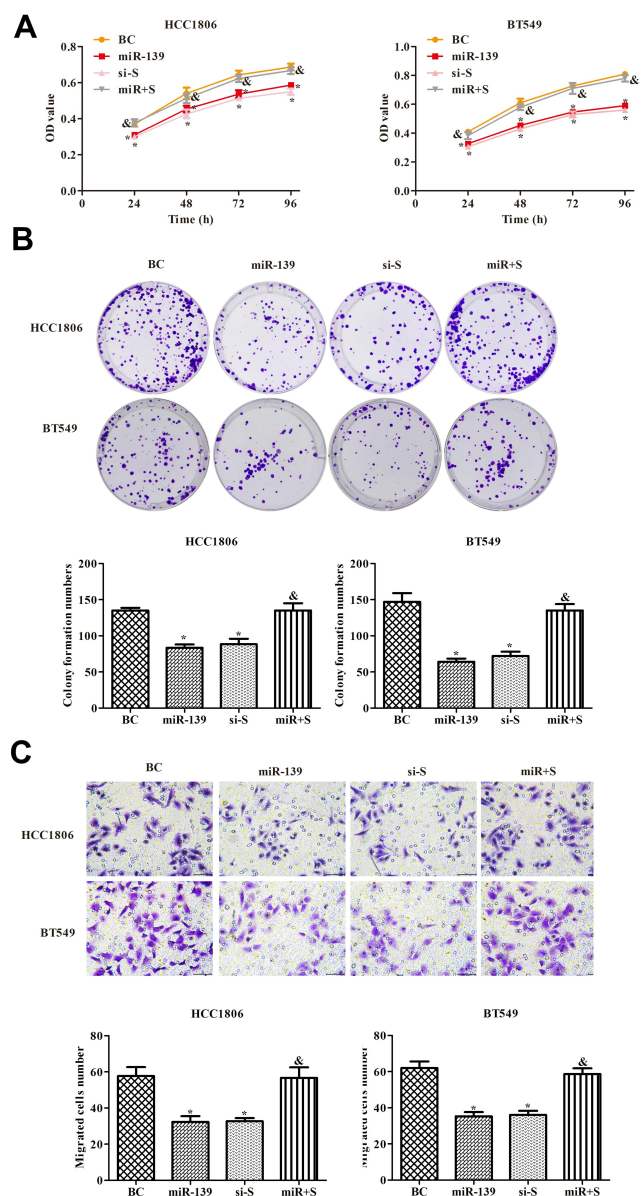 A
HCC1806
BC
miR-139
si-S
miR+S
OD value
0.8
0.6
0.4
0.2
0.0
& & & &
* * * *
* * * *
0 24 48 72 96
Time (h)
BT549
BC
miR-139
si-S
miR+S
OD value
1.0
0.8
0.6
0.4
0.2
0.0
& & & &
* * * *
* * * *
0 24 48 72 96
Time (h)
B
BC miR-139 si-S miR+S
HCC1806
BT549
HCC1806
Colony formation numbers
200
150
100
50
0
* * &
BC miR-139 si-S miR+S
BT549
Colony formation numbers
200
150
100
50
0
* * &
BC miR-139 si-S miR+S
C
BC miR-139 si-S miR+S
HCC1806
BT549
HCC1806
Migrated cells number
80
60
40
20
0
* * &
BC miR-139 si-S miR+S
BT549
Migrated cells number
80
60
40
20
0
* * &
BC miR-139 si-S miR+S